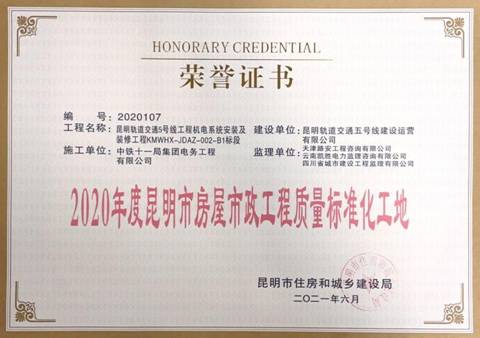 HONORARY CREDENTIAL
荣誉证书
编号：2020107
工程名称：昆明轨道交通5号线工程机电系统安装及
装修工程KMWHX-JDAZ-002-B1标段
施工单位：中铁十一局集团电务工程
有限公司
建设单位：昆明轨道交通五号线建设运营
有限公司
监理单位：天津路安工程咨询有限公司
云南凯胜电力监理咨询有限公司
四川省城市建设工程监理有限公司
2020年度昆明市房屋市政工程质量标准化工地
昆明市住房和城乡建设局
二〇二一年六月